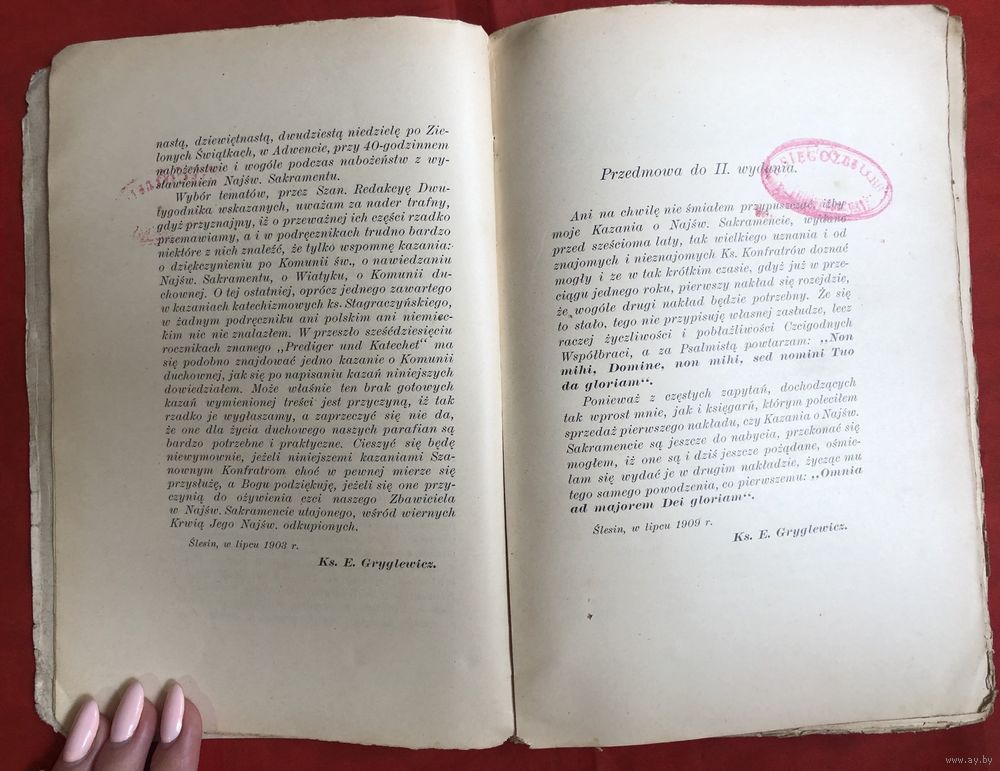 nastą, dziewiętnastą, dwudziestą niedzielę po Zie-
lonych Świątkach, w Adwencie, przy 40-godzinnem
nabożeństwie i wogóle podczas nabożeństw z wy-
stawieniem Najśw. Sakramentu.
Wybór tematów, przez Szan. Redakcyę Dwu-
tygodnika wskazanych, uważam za nader trafny,
gdyż przyznajmy, iż o przeważnej ich części rzadko
przemawiamy, a i w podręcznikach trudno bardzo
niektóre z nich znaleść, że tylko wspomnę kazania:
o dziękczynieniu po Komunii św., o nawiedzaniu
Najśw. Sakramentu, o Wiatyku, o Komunii du-
chownej. O tej ostatniej, oprócz jednego zawartego
w kazaniach katechizmowych ks. Stagraczyńskiego,
w żadnym podręczniku ani polskim ani niemiec-
kim nic nie znalazłem. W przeszło sześćdziesięciu
rocznikach znanego „Prediger und Katechet“ ma
się podobno znajdować jedno kazanie o Komunii
duchownej, jak się po napisaniu kazań niniejszych
dowiedziałem. Może właśnie ten brak gotowych
kazań wymienionej treści jest przyczyną, iż tak
rzadko je wygłaszamy, a zaprzeczyć się nie da,
że one dla życia duchowego naszych parafian są
bardzo potrzebne i praktyczne. Cieszyć się będę
niewymownie, jeżeli niniejszemi kazaniami Sza-
nownym Konfratrom choć w pewnej mierze się
przysłużę, a Bogu podziękuję, jeżeli się one przy-
czynią do ożywienia czci naszego Zbawiciela
w Najśw. Sakramencie utajonego, wśród wiernych
Krwią Jego Najśw. odkupionych.
Ślesin, w lipcu 1903 r.
Ks. E. Gryglewicz.
Przedmowa do II. wydania.
Ani na chwilę nie śmiałem przypuszczać, iżby
moje Kazania o Najśw. Sakramencie, wydane
przed sześcioma laty, tak wielkiego uznania i od
znajomych i nieznajomych Ks. Konfratrów doznać
mogły i że w tak krótkim czasie, gdyż już w prze-
ciągu jednego roku, pierwszy nakład się rozejdzie,
że wogóle drugi nakład będzie potrzebny. Że się
to stało, tego nie przypisuję własnej zasłudze, lecz
raczej życzliwości i pobłażliwości Czcigodnych
Współbraci, a za Psalmistą powtarzam: „Non
mihi, Domine, non mihi, sed nomini Tuo
da gloriam“.
Ponieważ z częstych zapytań, dochodzących
tak wprost mnie, jak i księgarń, którym poleciłem
sprzedaż pierwszego nakładu, czy Kazania o Najśw.
Sakramencie są jeszcze do nabycia, przekonać się
mogłem, iż one są i dziś jeszcze pożądane, ośmie-
lam się wydać je w drugim nakładzie, życząc mu
tego samego powodzenia, co pierwszemu: „Omnia
ad majorem Dei gloriam“.
Ślesin, w lipcu 1909 r.
Ks. E. Gryglewicz.
www.ay.by